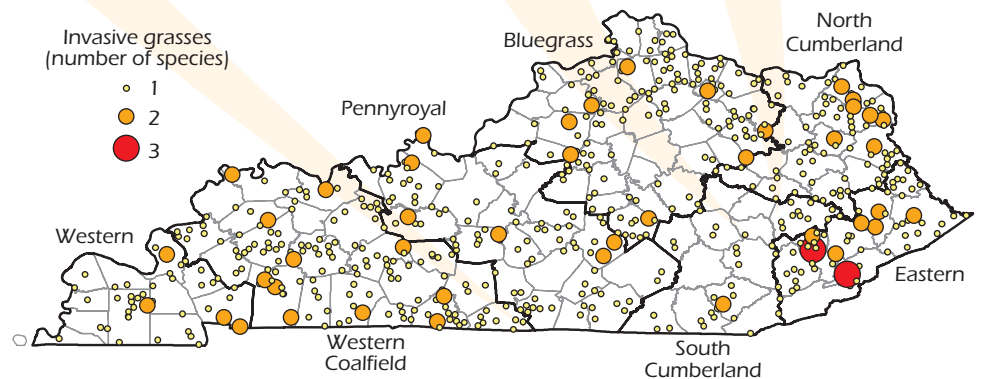 Invasive grasses
(number of species)
1
2
3
Western
Pennyroyal
Bluegrass
North
Cumberland
Eastern
Western
Coalfield
South
Cumberland